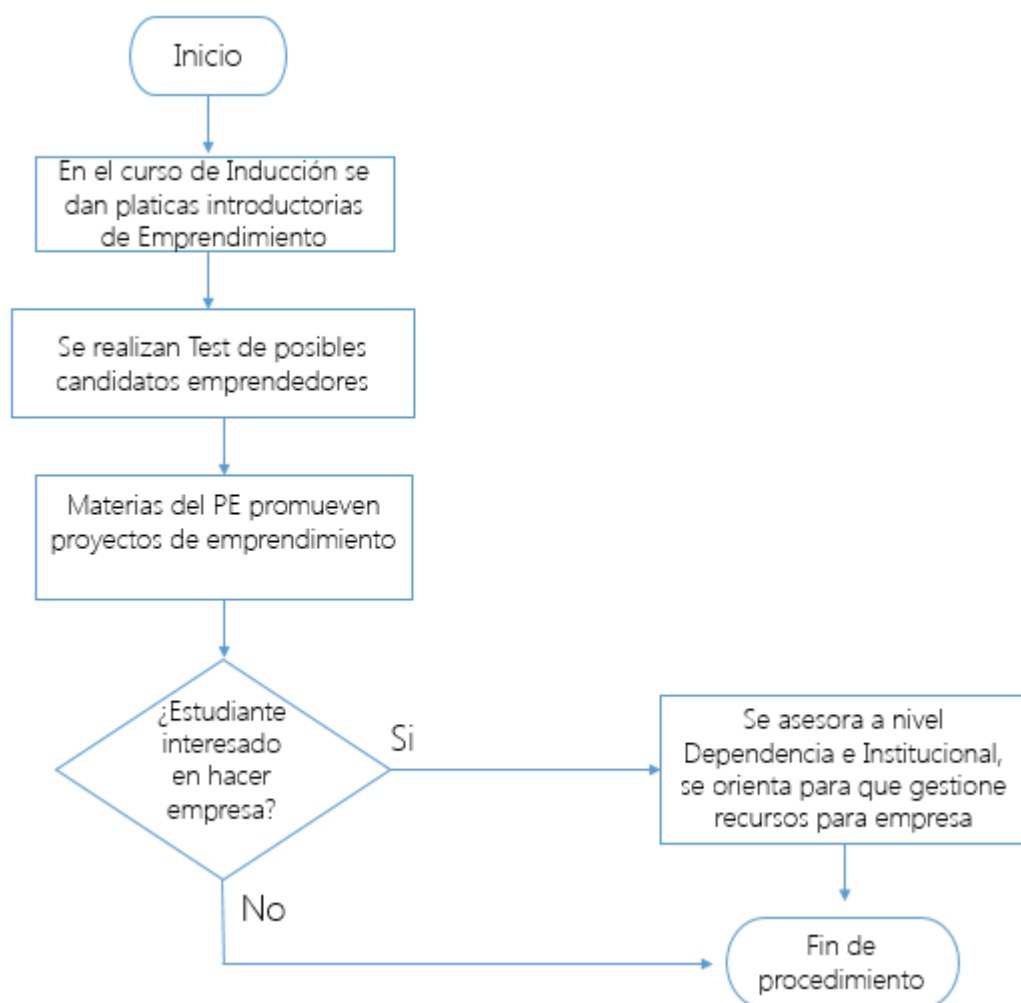 Inicio
En el curso de Inducción se
dan platicas introductorias
de Emprendimiento
Se realizan Test de posibles
candidatos emprendedores
Materias del PE promueven
proyectos de emprendimiento
¿Estudiante
interesado
en hacer
empresa?
Si
Se asesora a nivel
Dependencia e Institucional,
se orienta para que gestione
recursos para empresa
No
Fin de
procedimiento